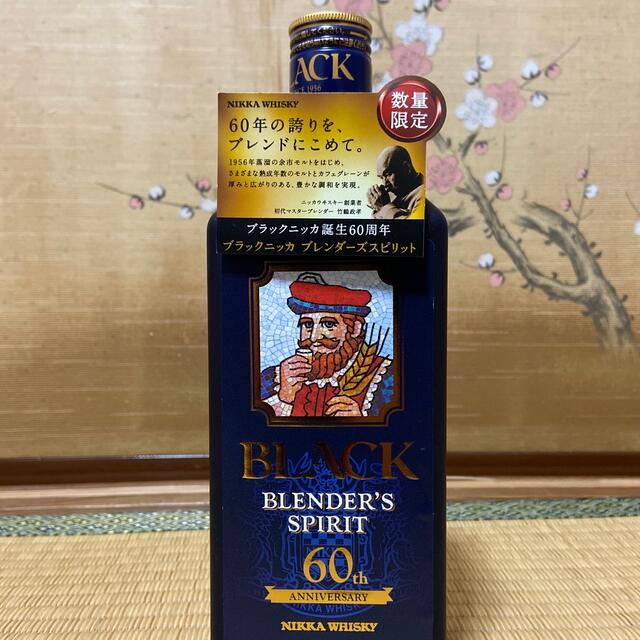 ACK
SINCE 1956
NIKKA WHISKY
数量
限定
60年の誇りを、
ブレンドにこめて。
1956年蒸溜の余市モルトをはじめ、
さまざまな熟成年数のモルトとカフェグレーンが
厚みと広がりのある、豊かな調和を実現。
ニッカウヰスキー創業者
初代マスターブレンダー 竹鶴政孝
ブラックニッカ誕生60周年
ブラックニッカ ブレンダーズスピリット
BLACK
BLENDER'S
SPIRIT
60th
ANNIVERSARY
NIKKA WHISKY